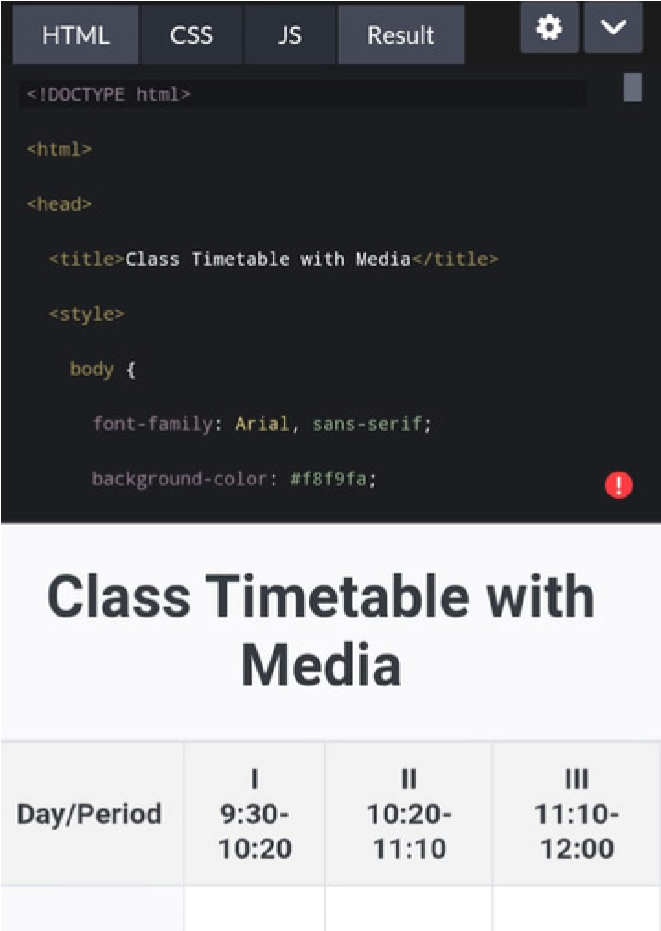 HTML CSS JS Result
<!DOCTYPE html>
<html>
<head>
<title>Class Timetable with Media</title>
<style>
body {
font-family: Arial, sans-serif;
background-color: #f8f9fa;
!
Class Timetable with
Media
Day/Period
I
9:30-
10:20
II
10:20-
11:10
III
11:10-
12:00